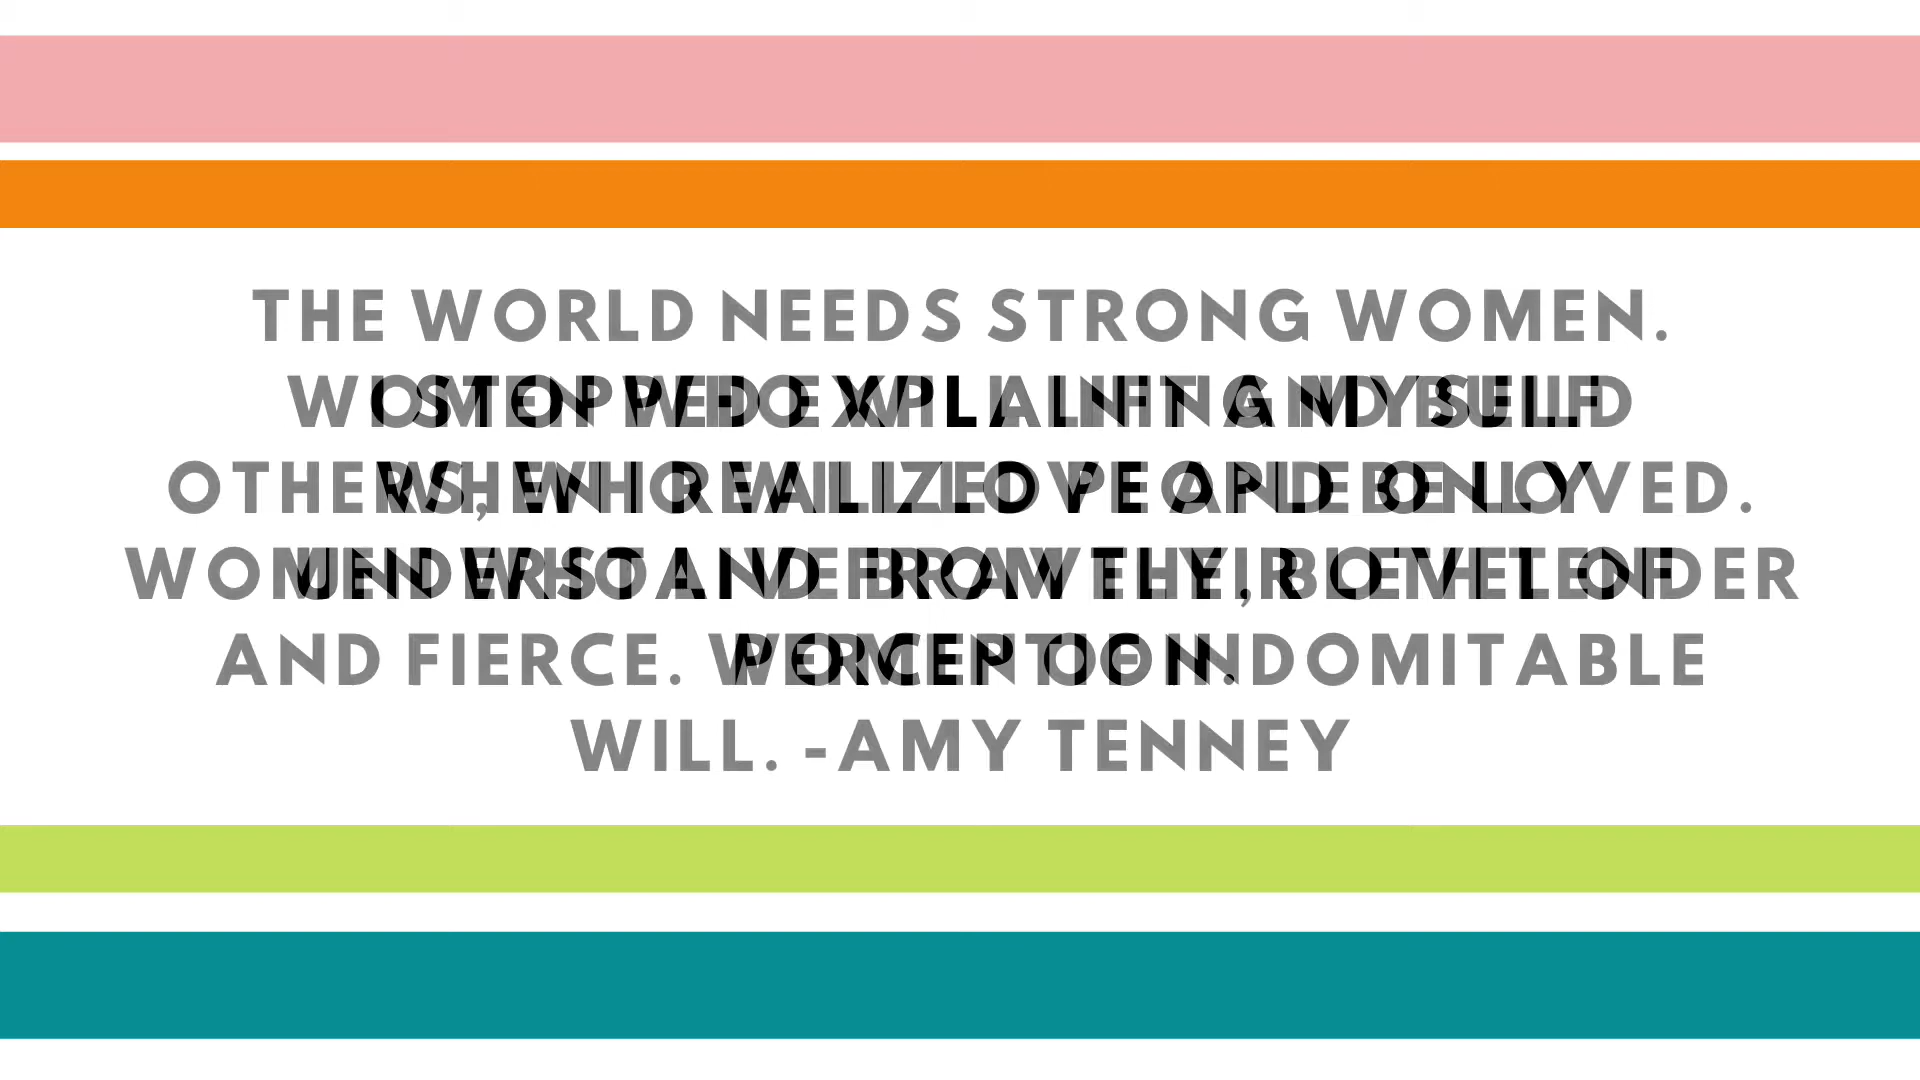 THE WORLD NEEDS STRONG WOMEN.
WOMEN WHO WILL LIFT AND BUILD
OTHERS, WHO WILL LOVE AND BE LOVED.
WOMEN WHO LIVE BRAVELY, BOTH TENDER
AND FIERCE. WOMEN OF INDOMITABLE
WILL. -AMY TENNEY
I STOPPED EXPLAINING MYSELF
WHEN I REALIZED PEOPLE ONLY
UNDERSTAND FROM THEIR LEVEL OF
PERCEPTION.